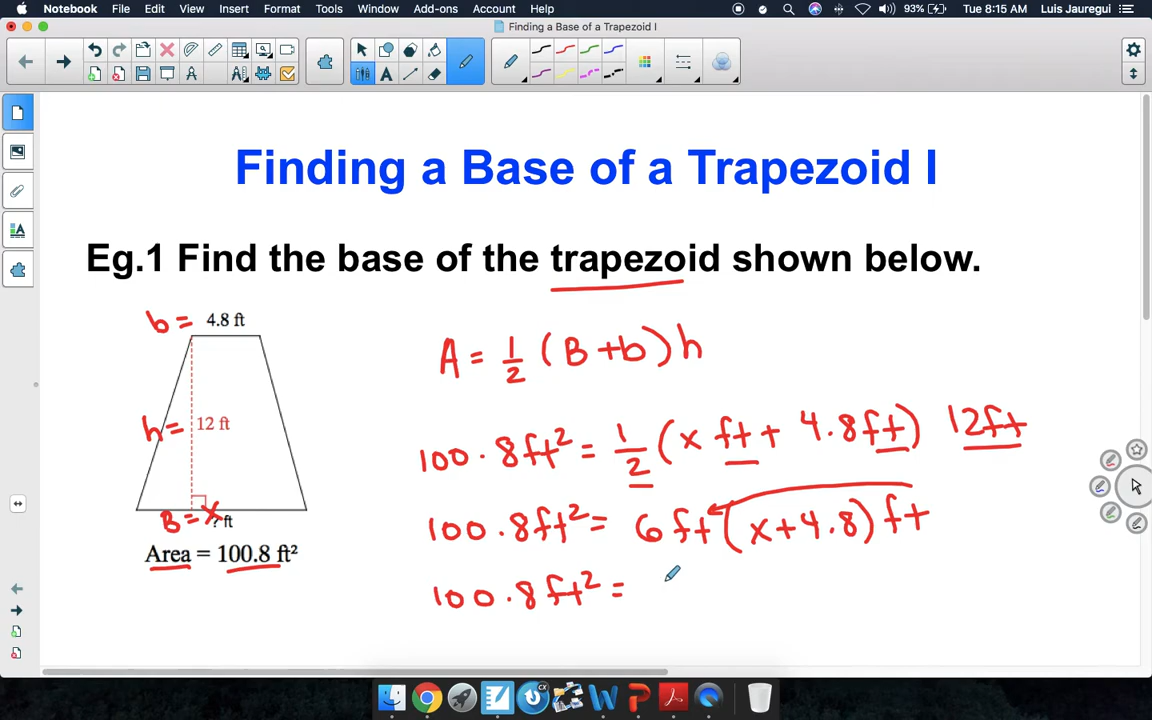 Notebook File Edit View Insert Format Tools Window Add-ons Account Help 93% Tue 8:15 AM Luis Jauregui
Finding a Base of a Trapezoid I
Finding a Base of a Trapezoid I
Eg.1 Find the base of the trapezoid shown below.
b = 4.8 ft
h = 12 ft
B = x ? ft
Area = 100.8 ft²
A = 1/2 (B + b) h
100.8 ft² = 1/2 (x ft + 4.8 ft) 12 ft
100.8 ft² = 6 ft (x + 4.8) ft
100.8 ft² =